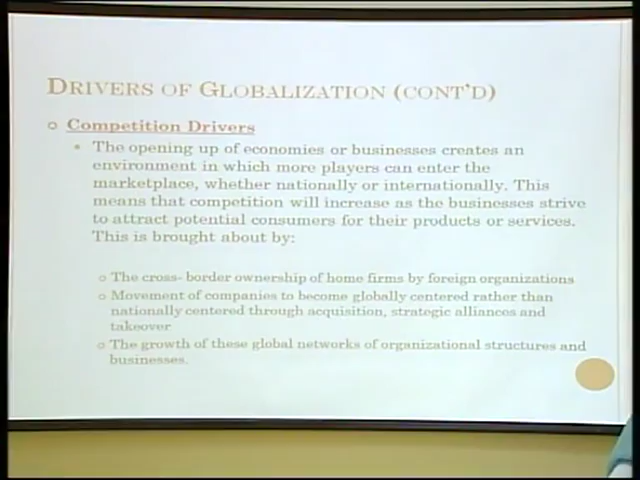 DRIVERS OF GLOBALIZATION (CONT'D)
Competition Drivers
The opening up of economies or businesses creates an
environment in which more players can enter the
marketplace, whether nationally or internationally. This
means that competition will increase as the businesses strive
to attract potential consumers for their products or services.
This is brought about by:
The cross- border ownership of home firms by foreign organizations
Movement of companies to become globally centered rather than
nationally centered through acquisition, strategic alliances and
takeover
The growth of these global networks of organizational structures and
businesses.